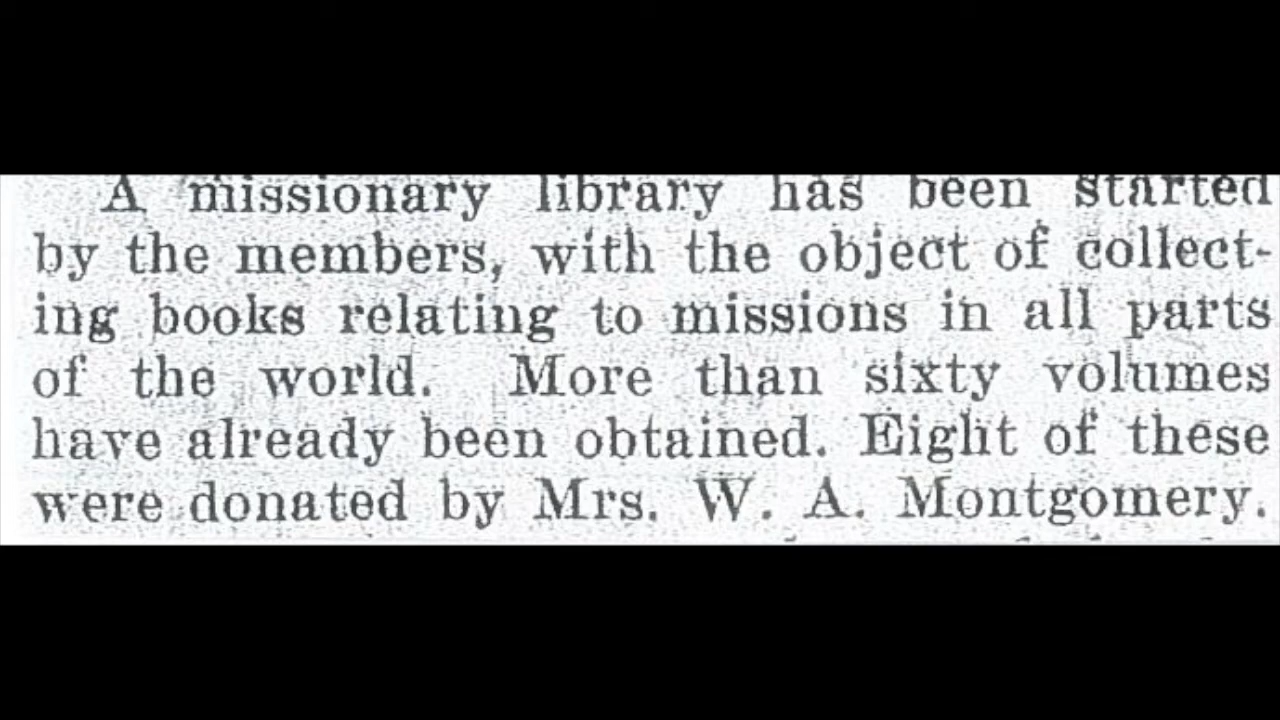 A missionary library has been started
by the members, with the object of collect-
ing books relating to missions in all parts
of the world. More than sixty volumes
have already been obtained. Eight of these
were donated by Mrs. W. A. Montgomery.